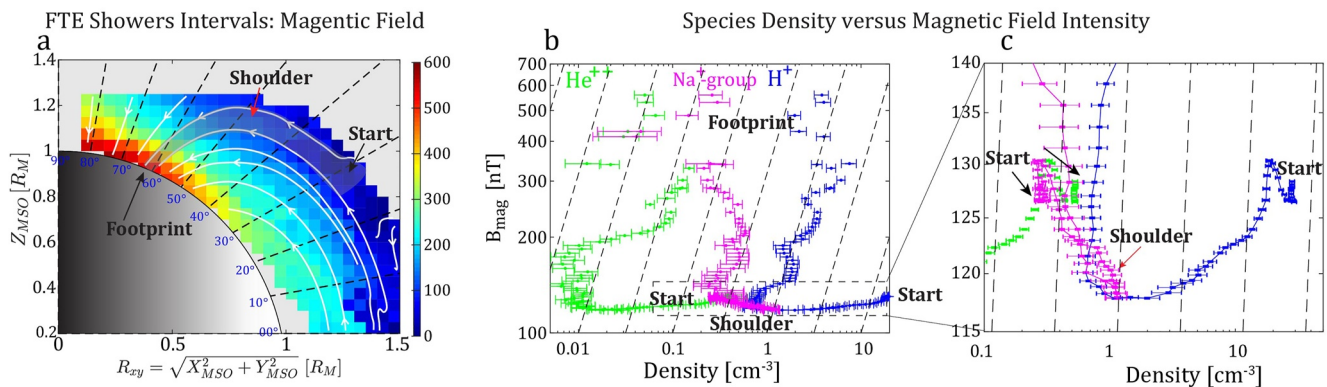 FTE Showers Intervals: Magentic Field
Species Density versus Magnetic Field Intensity
a
1.4
1.2
1
0.8
0.6
0.4
0.2
Z_MSO [R_M]
Shoulder
Start
Footprint
90° 80° 70° 60° 50° 40° 30° 20° 10° 00°
0 0.5 1 1.5
R_xy = √X²_MSO + Y²_MSO [R_M]
600
500
400
300
200
100
0
b
700
600
500
400
300
200
100
B_mag [nT]
He⁺⁺ Na⁺-group H⁺
Footprint
Start
Start
Shoulder
0.01 0.1 1 10
Density [cm⁻³]
c
140
135
130
125
120
115
Start
Start
Shoulder
0.1 1 10
Density [cm⁻³]